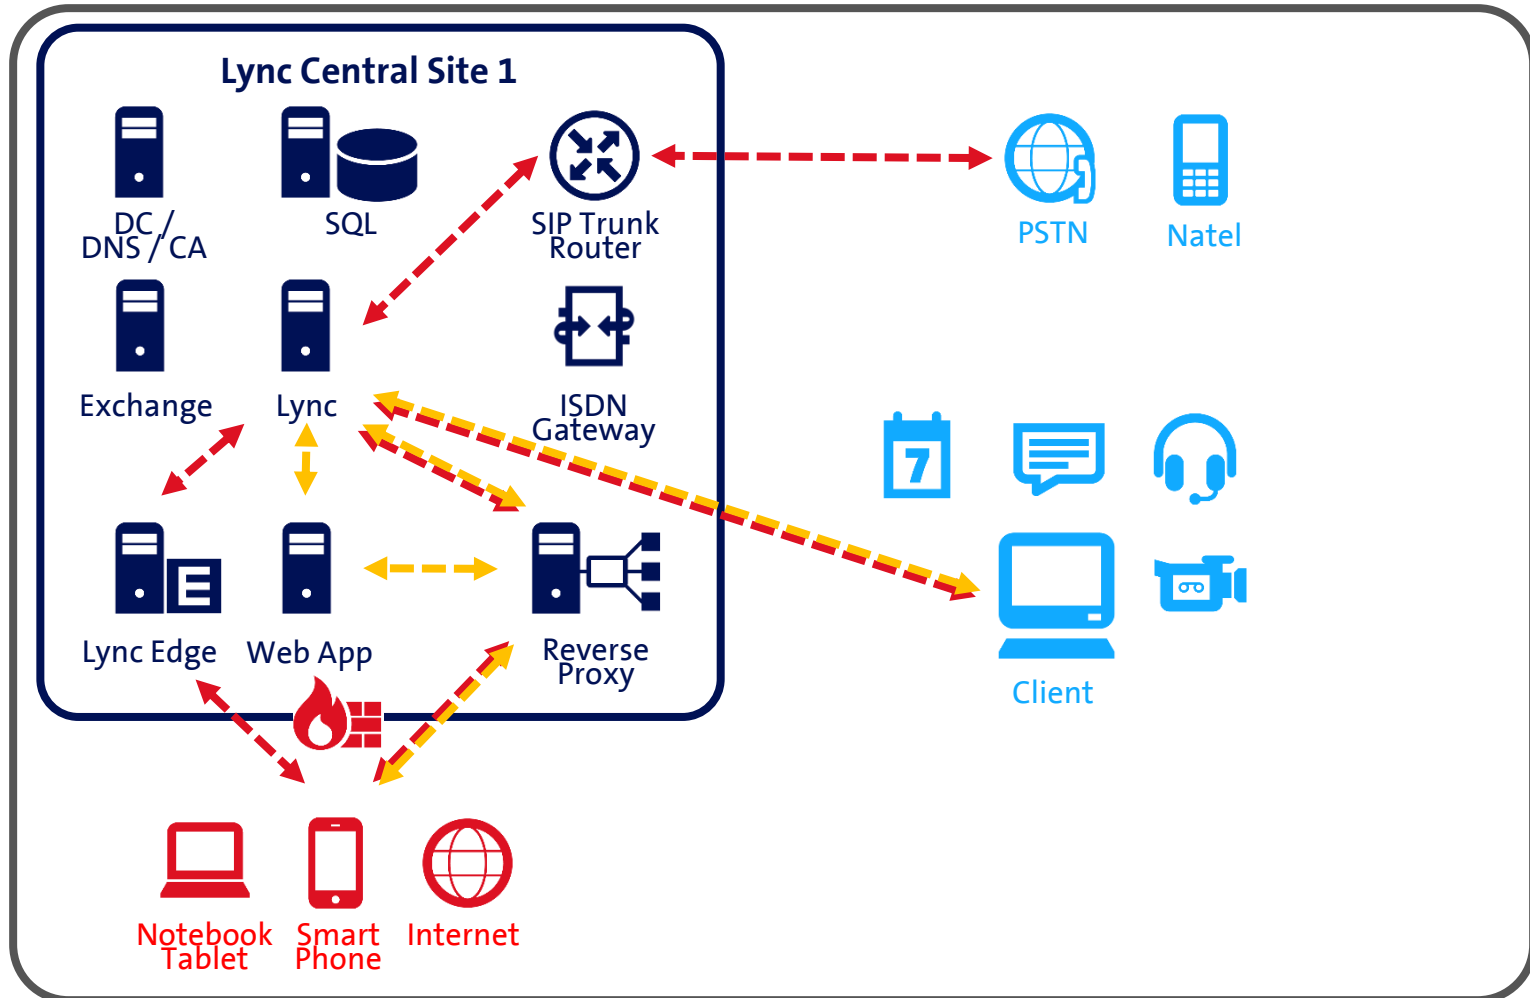 Lync Central Site 1
DC /
DNS / CA
SQL
SIP Trunk
Router
PSTN
Natel
Exchange
Lync
ISDN
Gateway
7
E
Lync Edge
Web App
Reverse
Proxy
Client
Notebook
Tablet
Smart
Phone
Internet